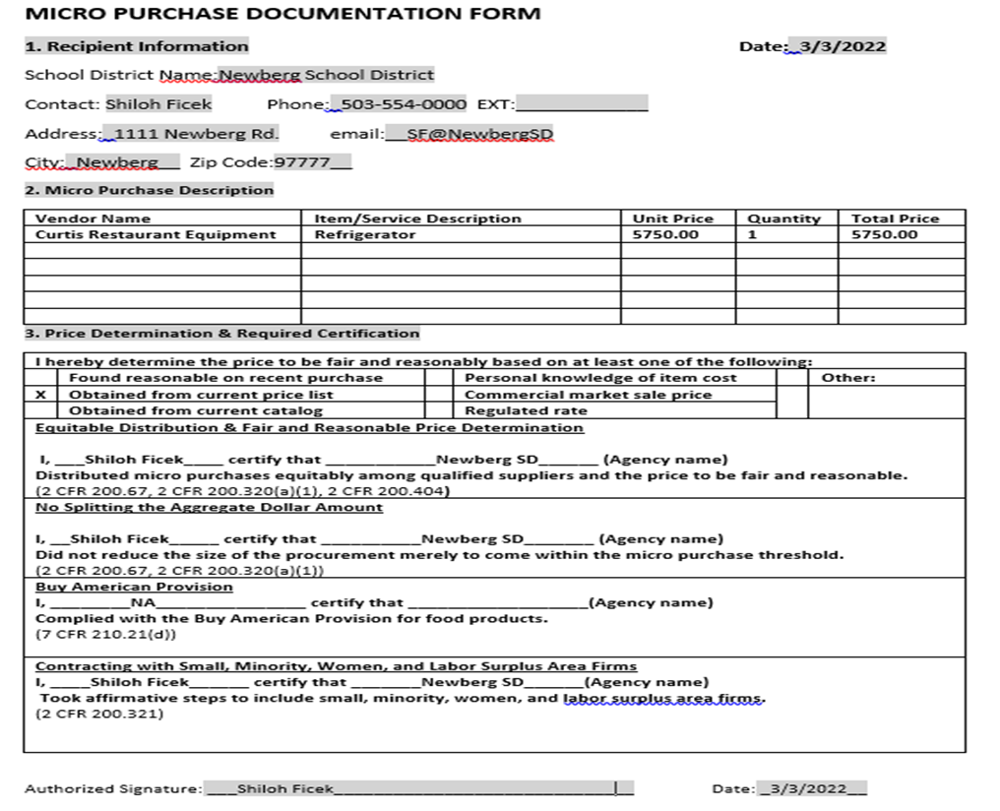 MICRO PURCHASE DOCUMENTATION FORM
1. Recipient Information Date:_3/3/2022
School District Name:Newberg School District
Contact: Shiloh Ficek Phone:_503-554-0000 EXT:______________
Address:_1111 Newberg Rd. email:__SF@NewbergSD
City:_Newberg__ Zip Code:97777__
2. Micro Purchase Description
Vendor Name Item/Service Description Unit Price Quantity Total Price
Curtis Restaurant Equipment Refrigerator 5750.00 1 5750.00
3. Price Determination & Required Certification
I hereby determine the price to be fair and reasonably based on at least one of the following:
Found reasonable on recent purchase Personal knowledge of item cost Other:
X Obtained from current price list Commercial market sale price
Obtained from current catalog Regulated rate
Equitable Distribution & Fair and Reasonable Price Determination
I, ___Shiloh Ficek____ certify that ___________Newberg SD______ (Agency name)
Distributed micro purchases equitably among qualified suppliers and the price to be fair and reasonable.
(2 CFR 200.67, 2 CFR 200.320(a)(1), 2 CFR 200.404)
No Splitting the Aggregate Dollar Amount
I, __Shiloh Ficek_____ certify that __________Newberg SD_______ (Agency name)
Did not reduce the size of the procurement merely to come within the micro purchase threshold.
(2 CFR 200.67, 2 CFR 200.320(a)(1))
Buy American Provision
I, ________NA_______________ certify that __________________(Agency name)
Complied with the Buy American Provision for food products.
(7 CFR 210.21(d))
Contracting with Small, Minority, Women, and Labor Surplus Area Firms
I, ____Shiloh Ficek______ certify that _______Newberg SD______(Agency name)
Took affirmative steps to include small, minority, women, and labor surplus area firms.
(2 CFR 200.321)
Authorized Signature: ___Shiloh Ficek______________________________ Date: _3/3/2022__